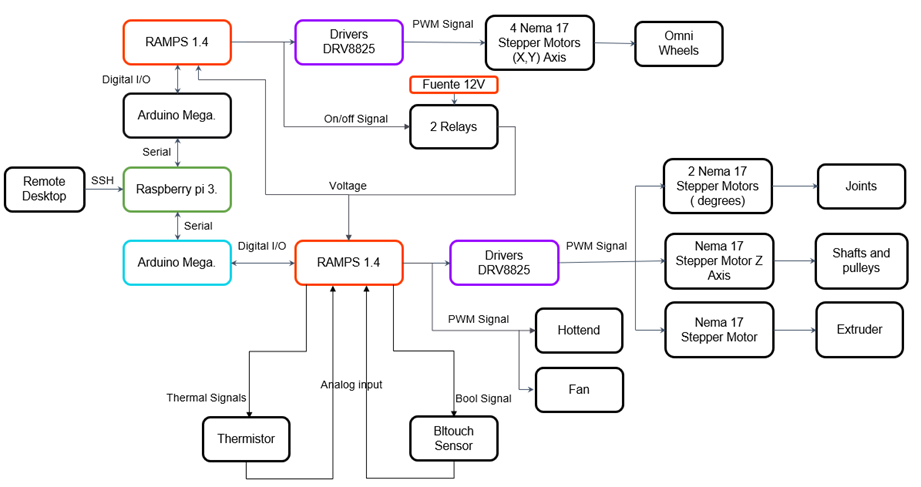 RAMPS 1.4
Drivers
DRV8825
PWM Signal
4 Nema 17
Stepper Motors
(X,Y) Axis
Omni
Wheels
Digital I/O
Fuente 12V
Arduino Mega.
On/off Signal
2 Relays
Serial
Remote
Desktop
SSH
Raspberry pi 3.
Voltage
2 Nema 17
Stepper Motors
( degrees)
Joints
Serial
Arduino Mega.
Digital I/O
RAMPS 1.4
Drivers
DRV8825
PWM Signal
Nema 17
Stepper Motor Z
Axis
Shafts and
pulleys
PWM Signal
Hottend
Nema 17
Stepper Motor
Extruder
Fan
Thermal Signals
Analog input
Bool Signal
Thermistor
Bltouch
Sensor